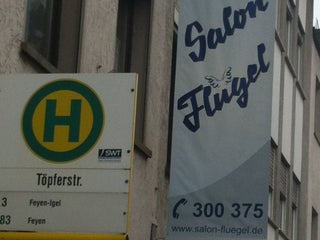 H
SWT
Töpferstr.
3 Feyen-Igel
83 Feyen
Salon
Flügel
300 375
www.salon-fluegel.de